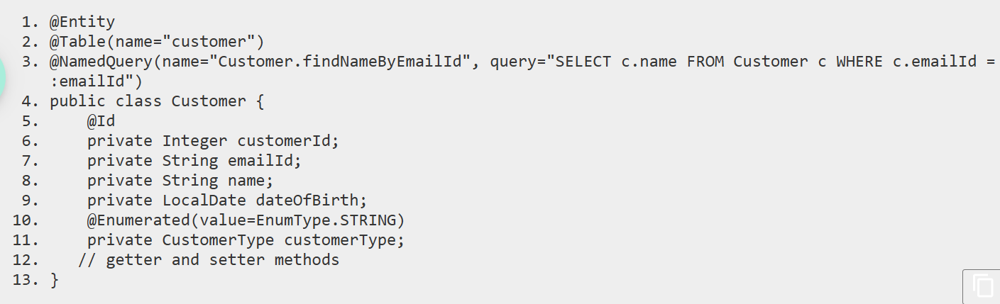 1. @Entity
2. @Table(name="customer")
3. @NamedQuery(name="Customer.findNameByEmailId", query="SELECT c.name FROM Customer c WHERE c.emailId =
:emailId")
4. public class Customer {
5.     @Id
6.     private Integer customerId;
7.     private String emailId;
8.     private String name;
9.     private LocalDate dateOfBirth;
10.     @Enumerated(value=EnumType.STRING)
11.     private CustomerType customerType;
12.    // getter and setter methods
13. }